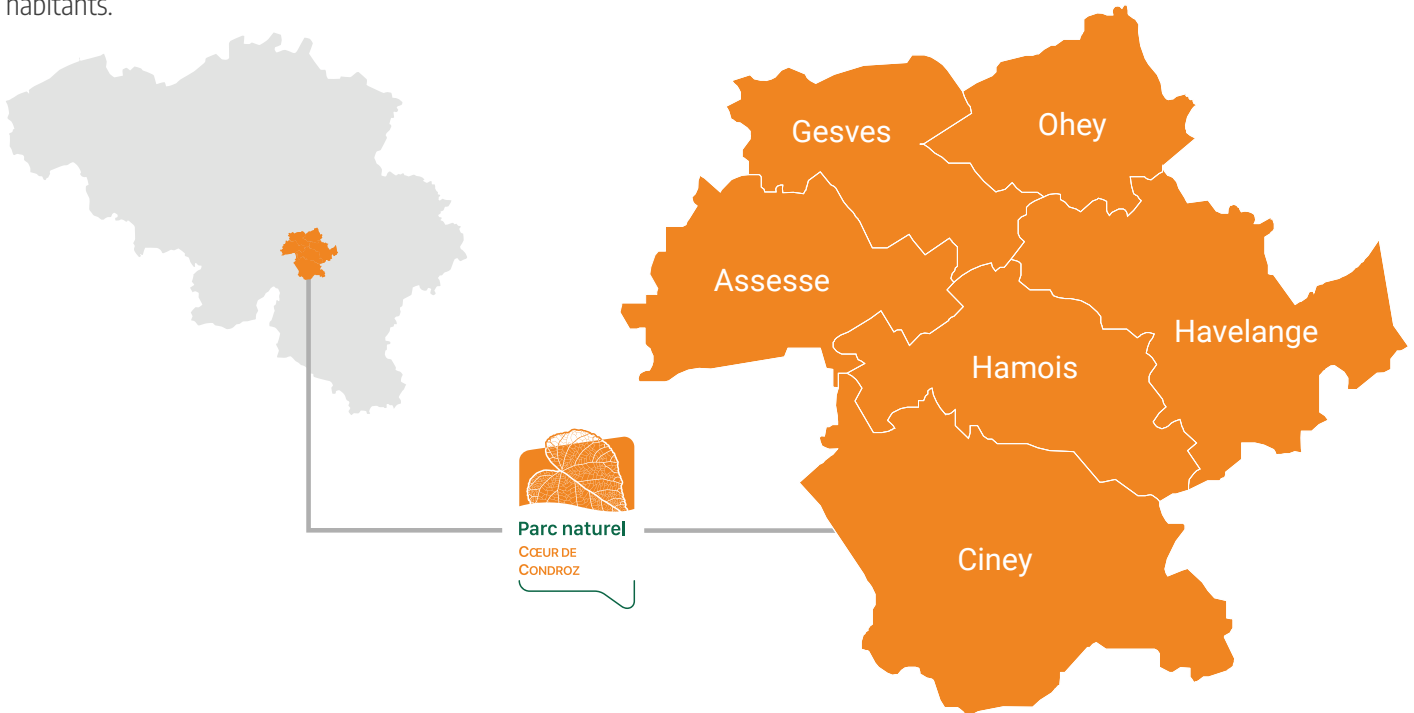 habitants.
Gesves
Ohey
Assesse
Havelange
Hamois
Parc naturel
CŒUR DE
CONDROZ
Ciney